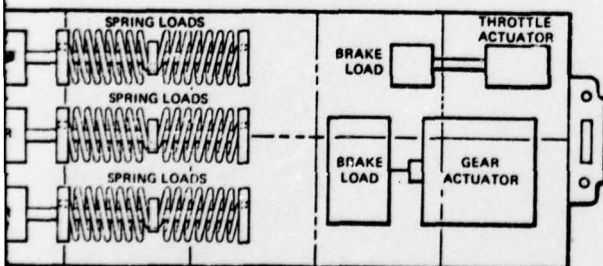 SPRING LOADS
SPRING LOADS
SPRING LOADS
BRAKE
LOAD
THROTTLE
ACTUATOR
BRAKE
LOAD
GEAR
ACTUATOR